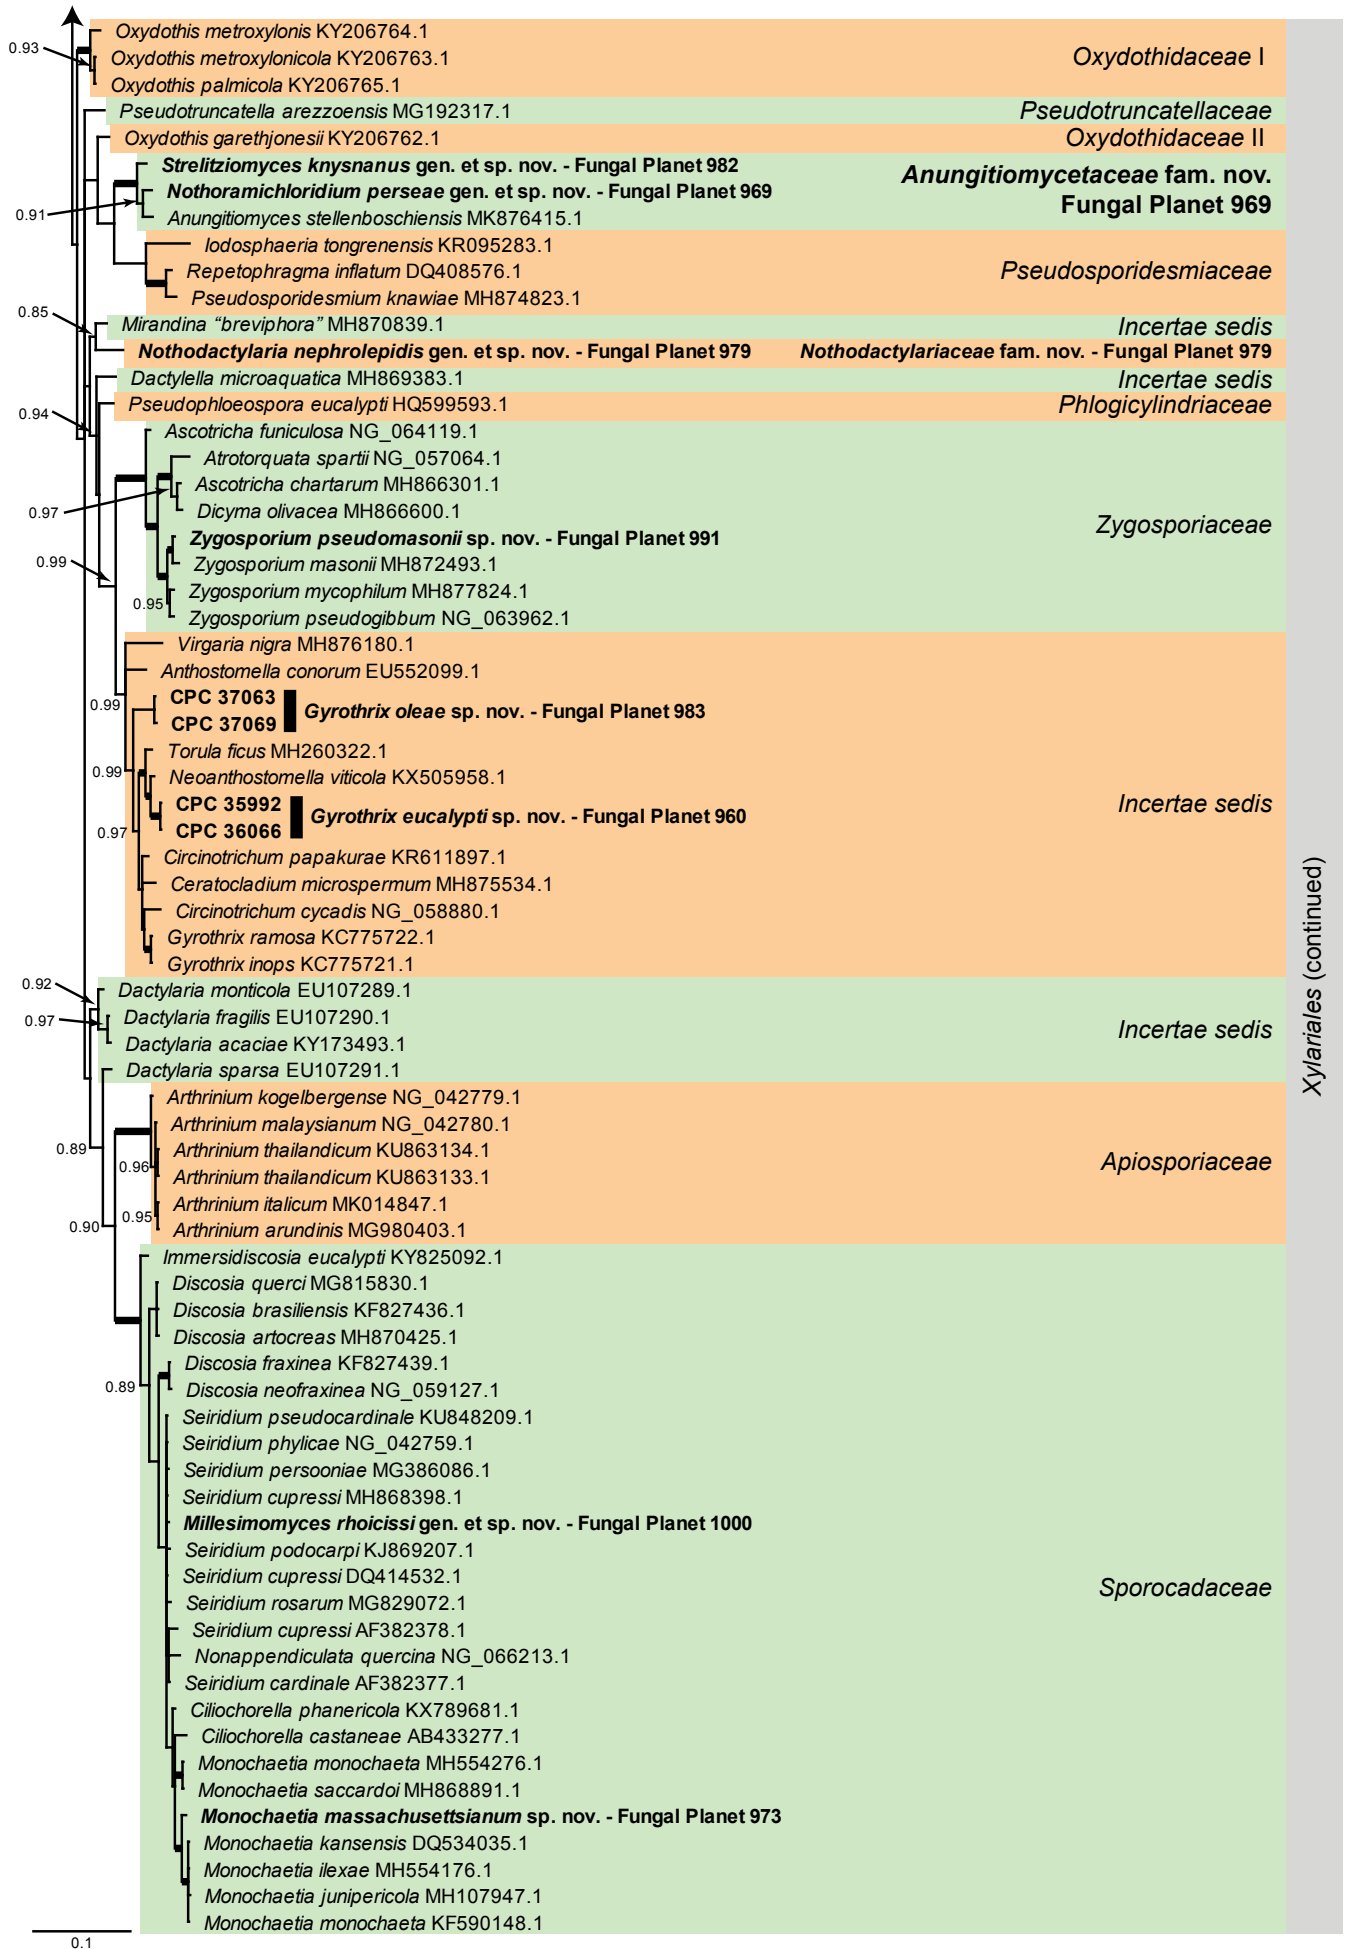 0.93
Oxydothis metroxylonis KY206764.1
Oxydothis metroxylonicola KY206763.1
Oxydothis palmicola KY206765.1
Oxydothidaceae I
Pseudotruncatella arezzoensis MG192317.1
Pseudotruncatellaceae
Oxydothis garethjonesii KY206762.1
Oxydothidaceae II
Strelitziomyces knysnanus gen. et sp. nov. - Fungal Planet 982
Nothoramichloridium perseae gen. et sp. nov. - Fungal Planet 969
Anungitiomyces stellenboschiensis MK876415.1
Anungitiomycetaceae fam. nov.
Fungal Planet 969
0.91
Iodosphaeria tongrenensis KR095283.1
Repetophragma inflatum DQ408576.1
Pseudosporidesmium knawiae MH874823.1
Pseudosporidesmiaceae
0.85
Mirandina “breviphora” MH870839.1
Incertae sedis
Nothodactylaria nephrolepidis gen. et sp. nov. - Fungal Planet 979
Nothodactylariaceae fam. nov. - Fungal Planet 979
Dactylella microaquatica MH869383.1
Incertae sedis
0.94
Pseudophloeospora eucalypti HQ599593.1
Phlogicylindriaceae
Ascotricha funiculosa NG_064119.1
Atrotorquata spartii NG_057064.1
Ascotricha chartarum MH866301.1
0.97
Dicyma olivacea MH866600.1
Zygosporium pseudomasonii sp. nov. - Fungal Planet 991
Zygosporium masonii MH872493.1
0.99
Zygosporium mycophilum MH877824.1
0.95
Zygosporium pseudogibbum NG_063962.1
Zygosporiaceae
Virgaria nigra MH876180.1
Anthostomella conorum EU552099.1
0.99
CPC 37063
CPC 37069
Gyrothrix oleae sp. nov. - Fungal Planet 983
Torula ficus MH260322.1
0.99
Neoanthostomella viticola KX505958.1
CPC 35992
CPC 36066
Gyrothrix eucalypti sp. nov. - Fungal Planet 960
0.97
Circinotrichum papakurae KR611897.1
Ceratocladium microspermum MH875534.1
Circinotrichum cycadis NG_058880.1
Gyrothrix ramosa KC775722.1
Gyrothrix inops KC775721.1
Incertae sedis
0.92
Dactylaria monticola EU107289.1
0.97
Dactylaria fragilis EU107290.1
Dactylaria acaciae KY173493.1
Dactylaria sparsa EU107291.1
Incertae sedis
Arthrinium kogelbergense NG_042779.1
Arthrinium malaysianum NG_042780.1
0.89
Arthrinium thailandicum KU863134.1
0.96
Arthrinium thailandicum KU863133.1
Arthrinium italicum MK014847.1
0.95
0.90
Arthrinium arundinis MG980403.1
Apiosporiaceae
Immersidiscosia eucalypti KY825092.1
Discosia querci MG815830.1
Discosia brasiliensis KF827436.1
Discosia artocreas MH870425.1
Discosia fraxinea KF827439.1
0.89
Discosia neofraxinea NG_059127.1
Seiridium pseudocardinale KU848209.1
Seiridium phylicae NG_042759.1
Seiridium persooniae MG386086.1
Seiridium cupressi MH868398.1
Millesimomyces rhoicissi gen. et sp. nov. - Fungal Planet 1000
Seiridium podocarpi KJ869207.1
Seiridium cupressi DQ414532.1
Seiridium rosarum MG829072.1
Seiridium cupressi AF382378.1
Nonappendiculata quercina NG_066213.1
Seiridium cardinale AF382377.1
Ciliochorella phanericola KX789681.1
Ciliochorella castaneae AB433277.1
Monochaetia monochaeta MH554276.1
Monochaetia saccardoi MH868891.1
Monochaetia massachusettsianum sp. nov. - Fungal Planet 973
Monochaetia kansensis DQ534035.1
Monochaetia ilexae MH554176.1
Monochaetia junipericola MH107947.1
Monochaetia monochaeta KF590148.1
Sporocadaceae
Xylariales (continued)
0.1